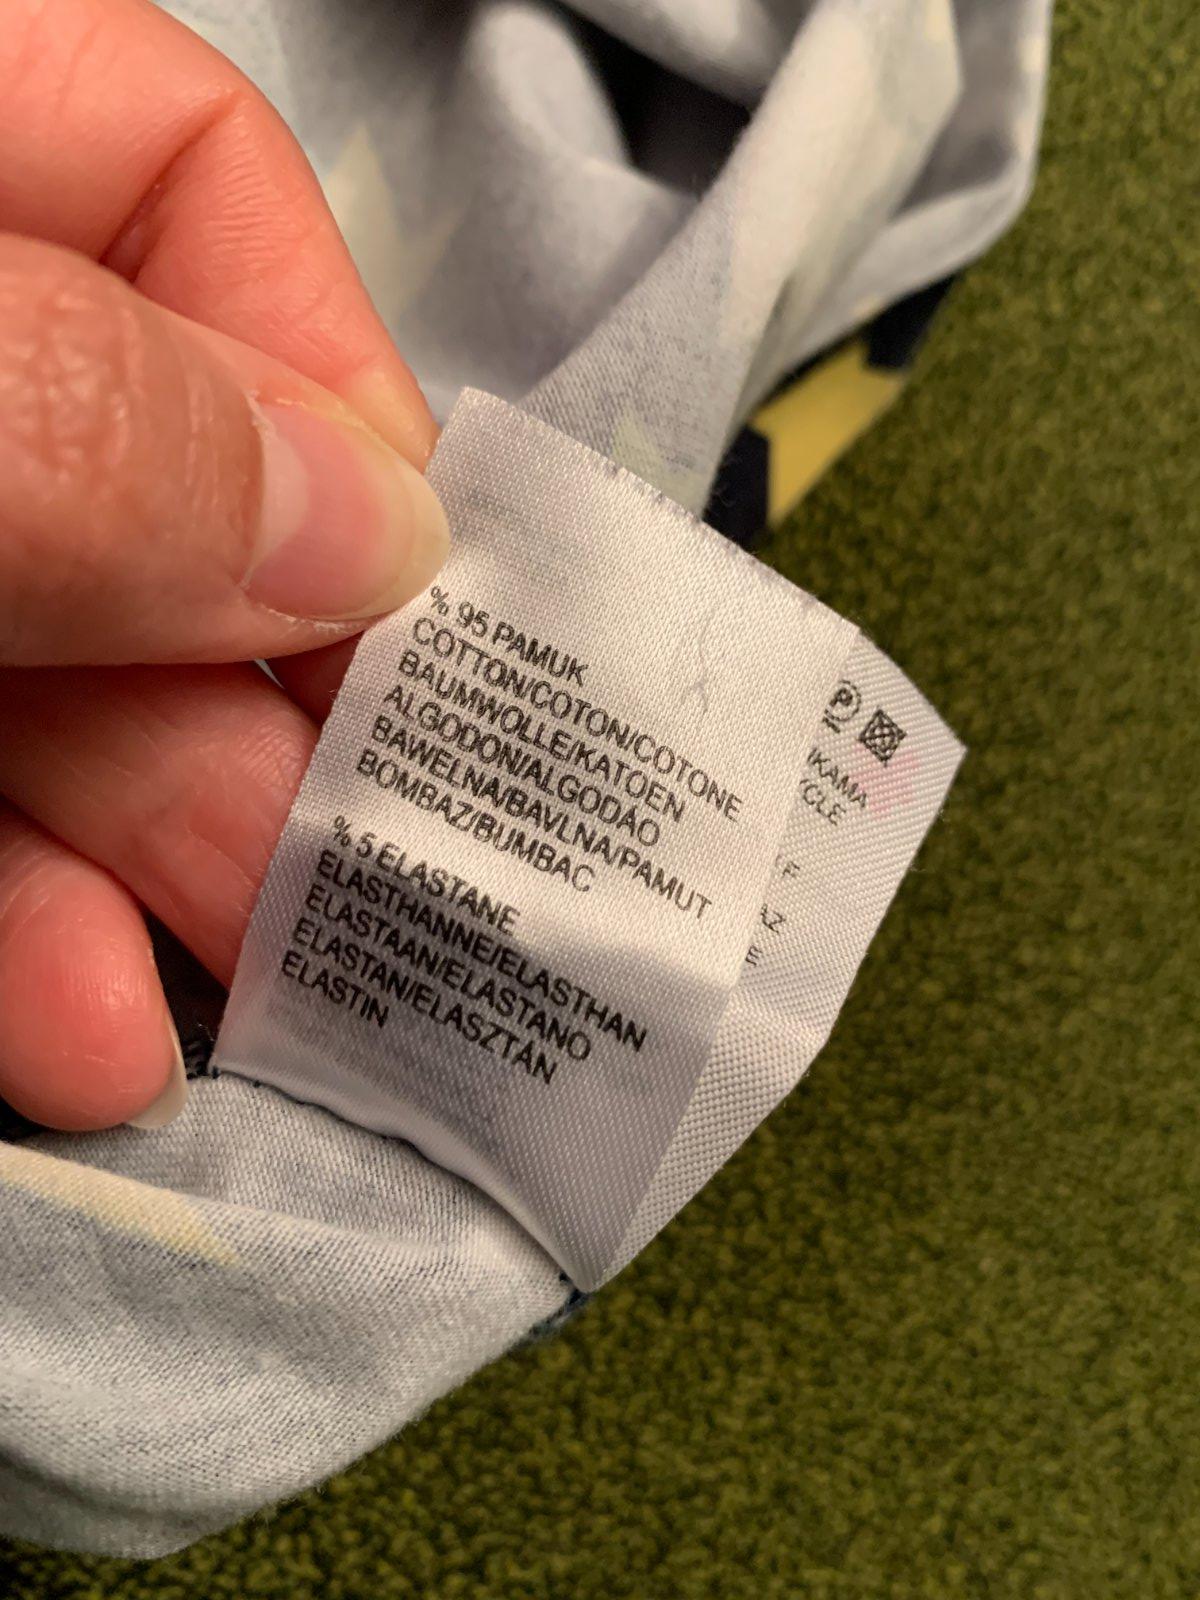 % 95 PAMUK
COTTON/COTON/COTONE
BAUMWOLLE/KATOEN
ALGODON/ALGODAO
BAWELNA/BAVLNA/PAMUT
BOMBAZ/BUMBAC
% 5 ELASTANE
ELASTHANNE/ELASTHAN
ELASTAAN/ELASTANO
ELASTAN/ELASZTÁN
ELASTIN
P